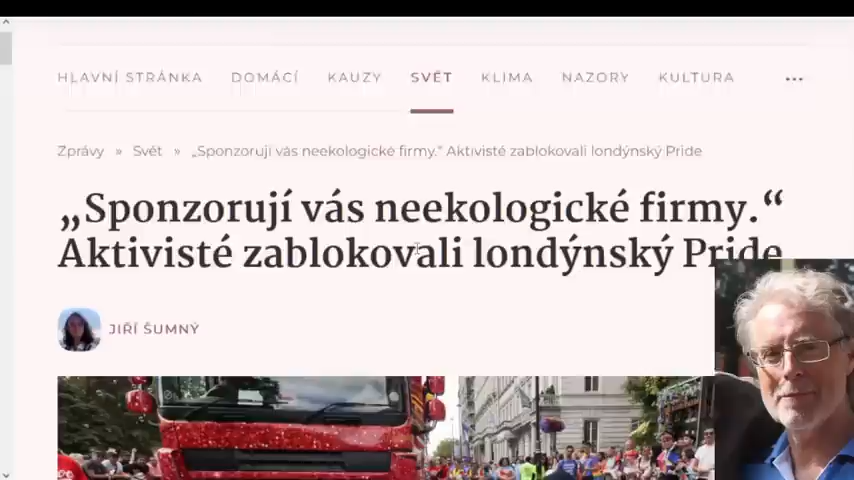 HLAVNÍ STRÁNKA DOMÁCÍ KAUZY SVĚT KLIMA NÁZORY KULTURA ...
Zprávy » Svět » „Sponzorují vás neekologické firmy.“ Aktivisté zablokovali londýnský Pride
„Sponzorují vás neekologické firmy.“
Aktivisté zablokovali londýnský Pride
JIŘÍ ŠUMNÝ